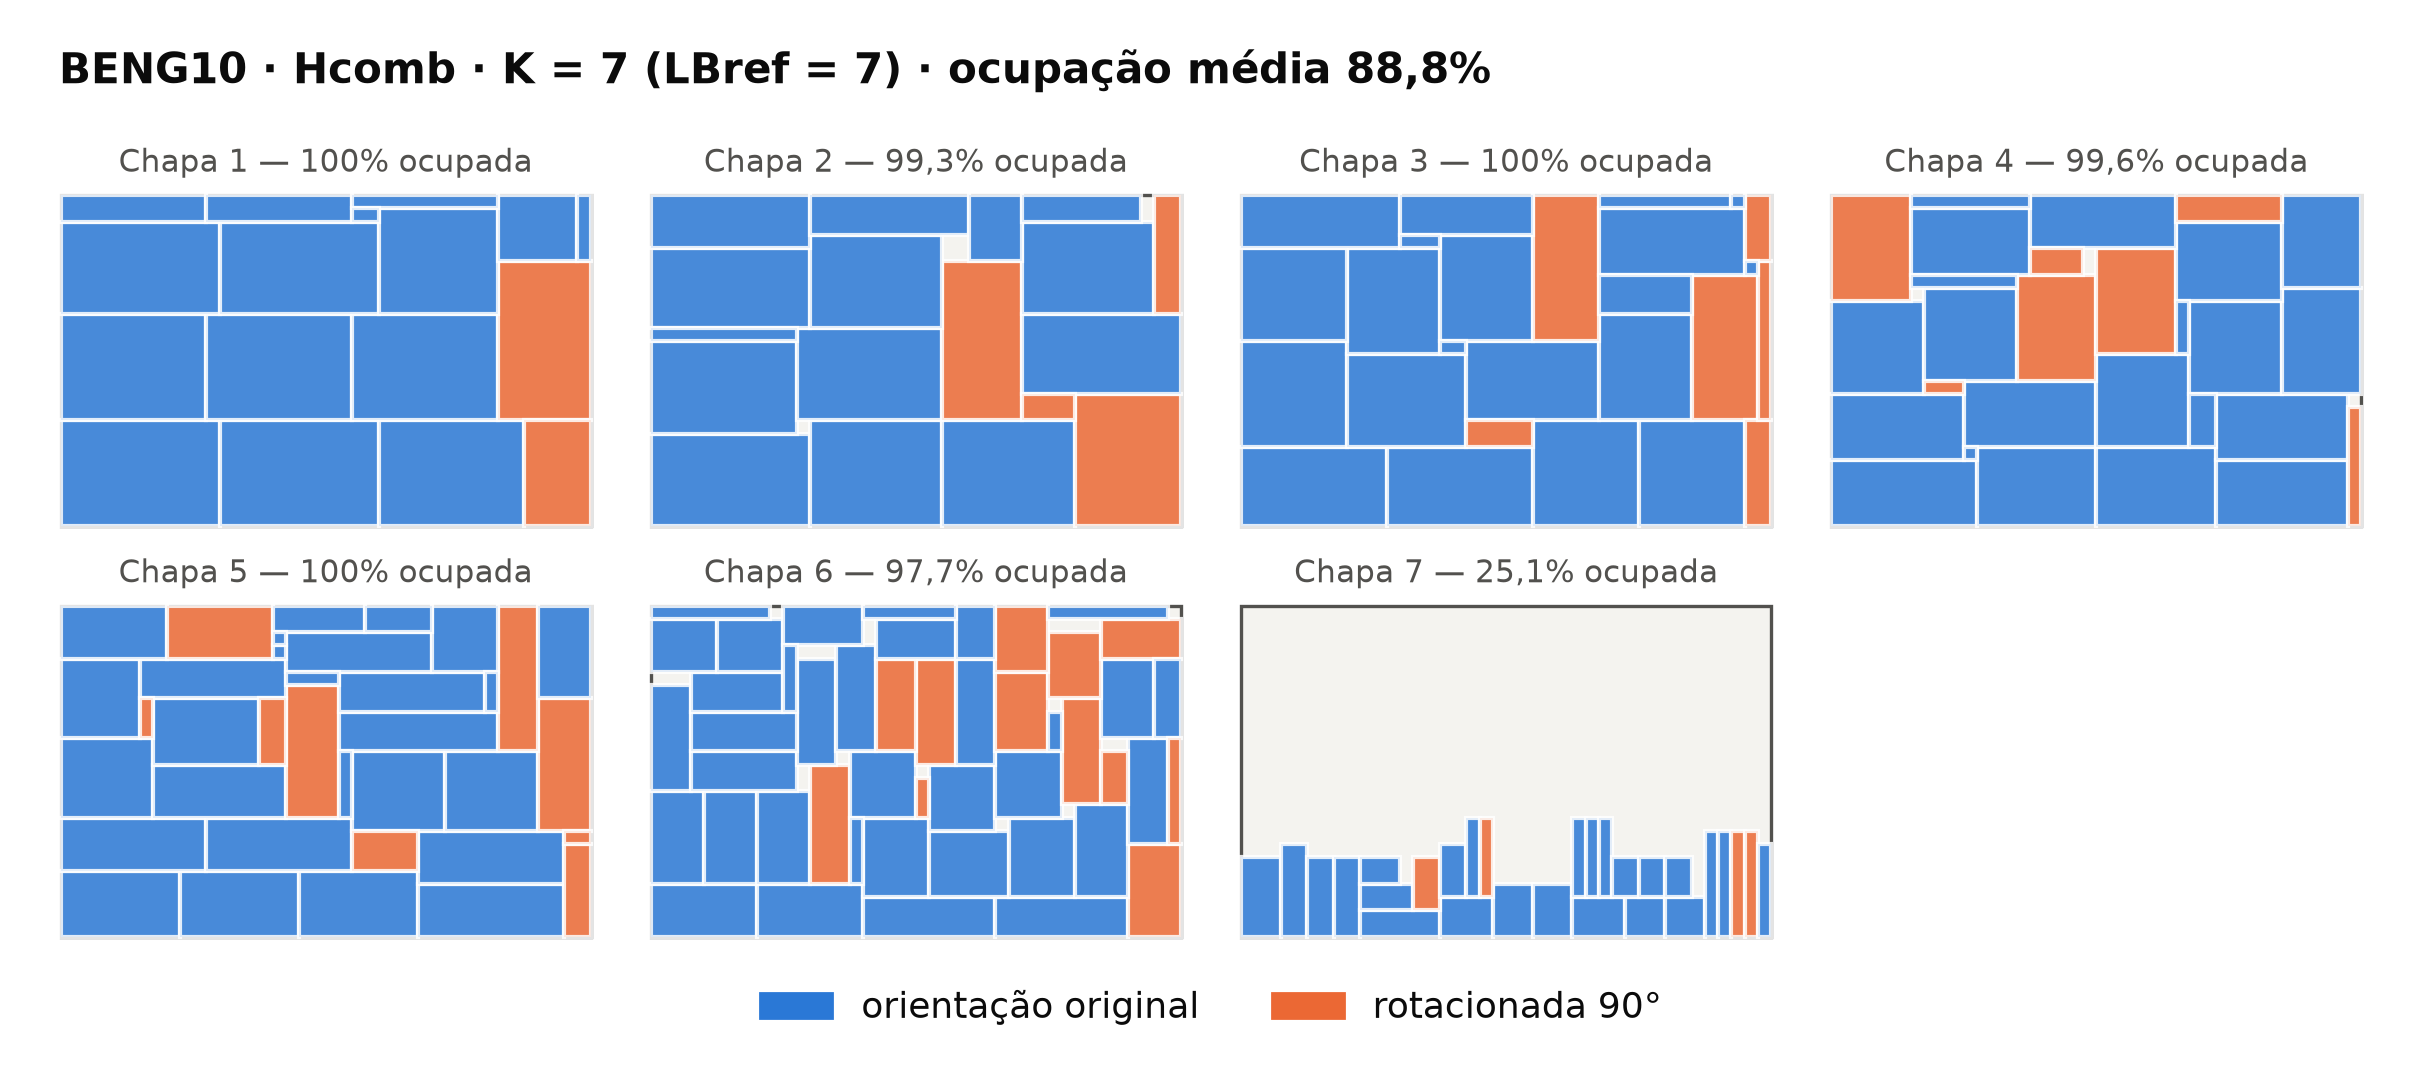 BENG10 · Hcomb · K = 7 (LBref = 7) · ocupação média 88,8%
Chapa 1 — 100% ocupada
Chapa 2 — 99,3% ocupada
Chapa 3 — 100% ocupada
Chapa 4 — 99,6% ocupada
Chapa 5 — 100% ocupada
Chapa 6 — 97,7% ocupada
Chapa 7 — 25,1% ocupada
orientação original
rotacionada 90°